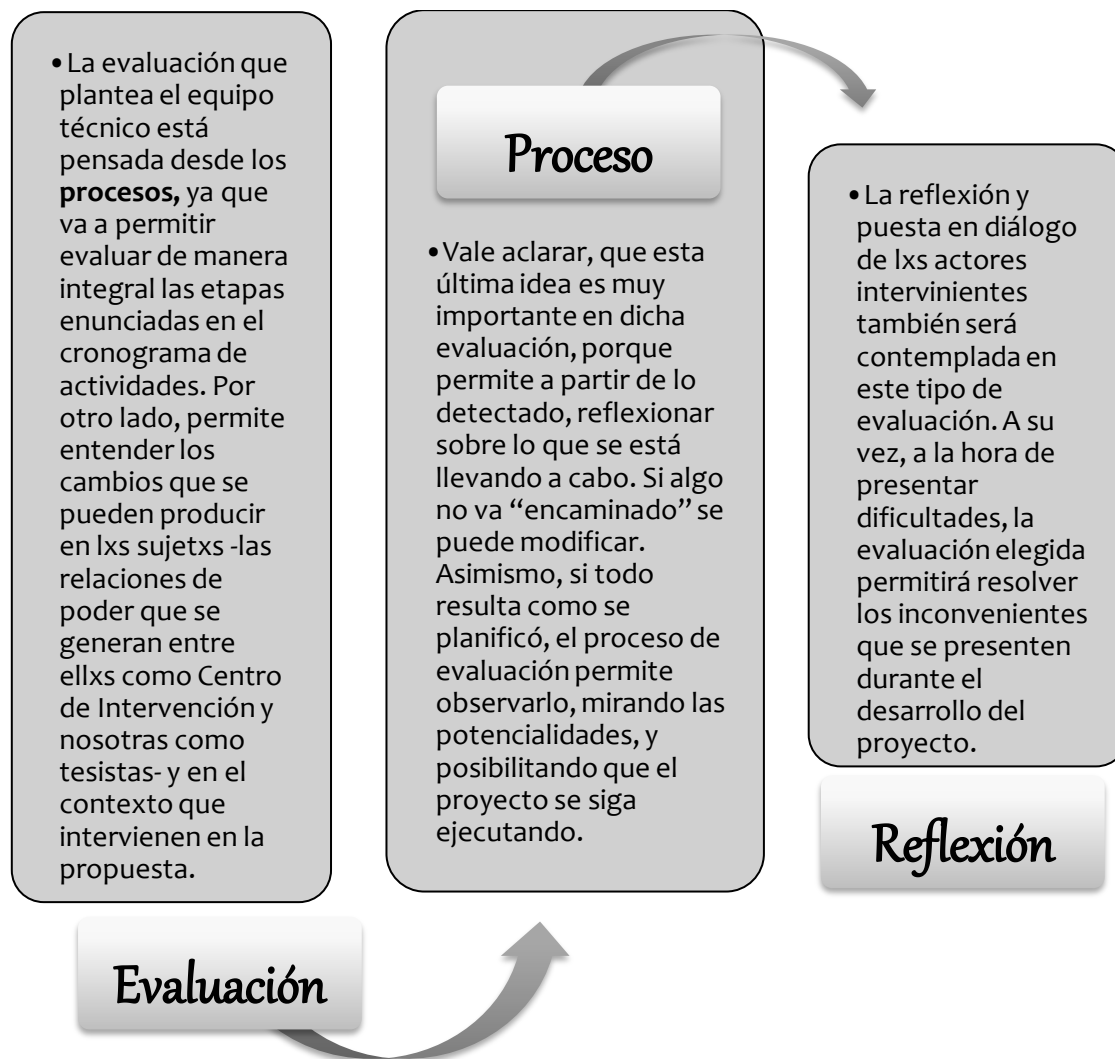 •La evaluación que
plantea el equipo
técnico está
pensada desde los
procesos, ya que
va a permitir
evaluar de manera
integral las etapas
enunciadas en el
cronograma de
actividades. Por
otro lado, permite
entender los
cambios que se
pueden producir
en lxs sujetxs -las
relaciones de
poder que se
generan entre
ellxs como Centro
de Intervención y
nosotras como
tesistas- y en el
contexto que
intervienen en la
propuesta.
Evaluación
Proceso
•Vale aclarar, que esta
última idea es muy
importante en dicha
evaluación, porque
permite a partir de lo
detectado, reflexionar
sobre lo que se está
llevando a cabo. Si algo
no va “encaminado” se
puede modificar.
Asimismo, si todo
resulta como se
planificó, el proceso de
evaluación permite
observarlo, mirando las
potencialidades, y
posibilitando que el
proyecto se siga
ejecutando.
•La reflexión y
puesta en diálogo
de lxs actores
intervinientes
también será
contemplada en
este tipo de
evaluación. A su
vez, a la hora de
presentar
dificultades, la
evaluación elegida
permitirá resolver
los inconvenientes
que se presenten
durante el
desarrollo del
proyecto.
Reflexión